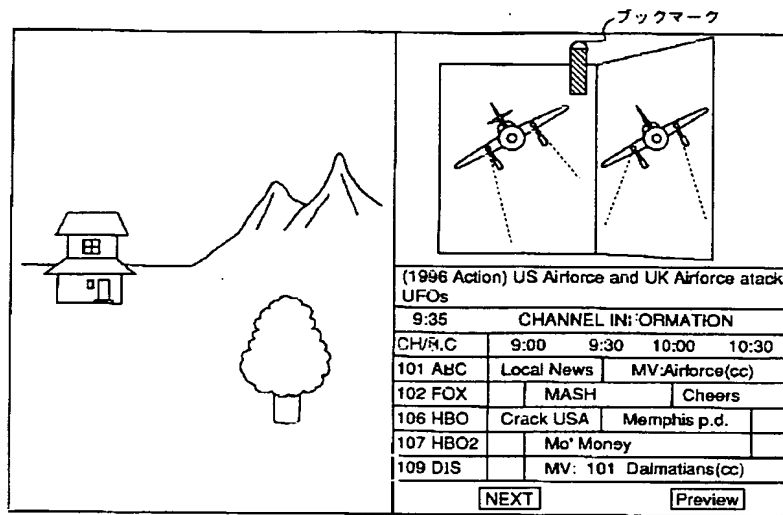 ブックマーク
(1996 Action) US Airforce and UK Airforce atack
UFOs
9:35 CHANNEL INFORMATION
CH/R.C 9:00 9:30 10:00 10:30
101 ABC Local News MV:Airforce(cc)
102 FOX MASH Cheers
106 HBO Crack USA Memphis p.d.
107 HBO2 Mo' Money
109 DIS MV: 101 Dalmatians(cc)
NEXT Preview